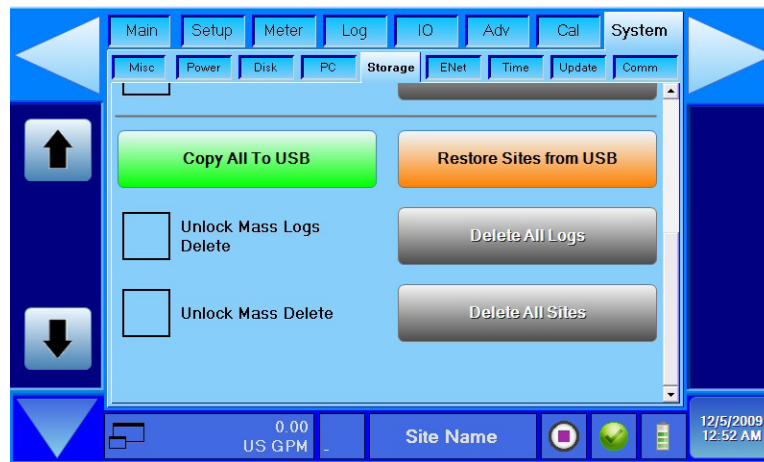 Main Setup Meter Log IO Adv Cal System
Misc Power Disk PC Storage ENet Time Update Comm
Copy All To USB
Restore Sites from USB
Unlock Mass Logs
Delete
Delete All Logs
Unlock Mass Delete
Delete All Sites
0.00
US GPM
-
Site Name
12/5/2009
12:52 AM